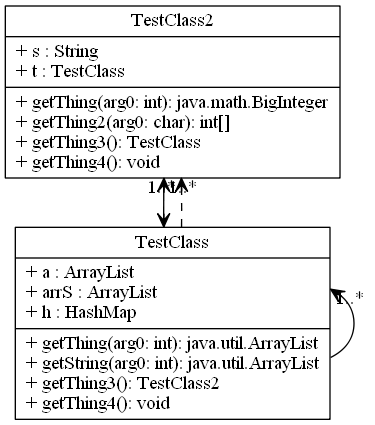 TestClass2
+ s : String
+ t : TestClass
+ getThing(arg0: int): java.math.BigInteger
+ getThing2(arg0: char): int[]
+ getThing3(): TestClass
+ getThing4(): void
TestClass
+ a : ArrayList
+ arrS : ArrayList
+ h : HashMap
1..*
+ getThing(arg0: int): java.util.ArrayList
+ getString(arg0: int): java.util.ArrayList
+ getThing3(): TestClass2
+ getThing4(): void